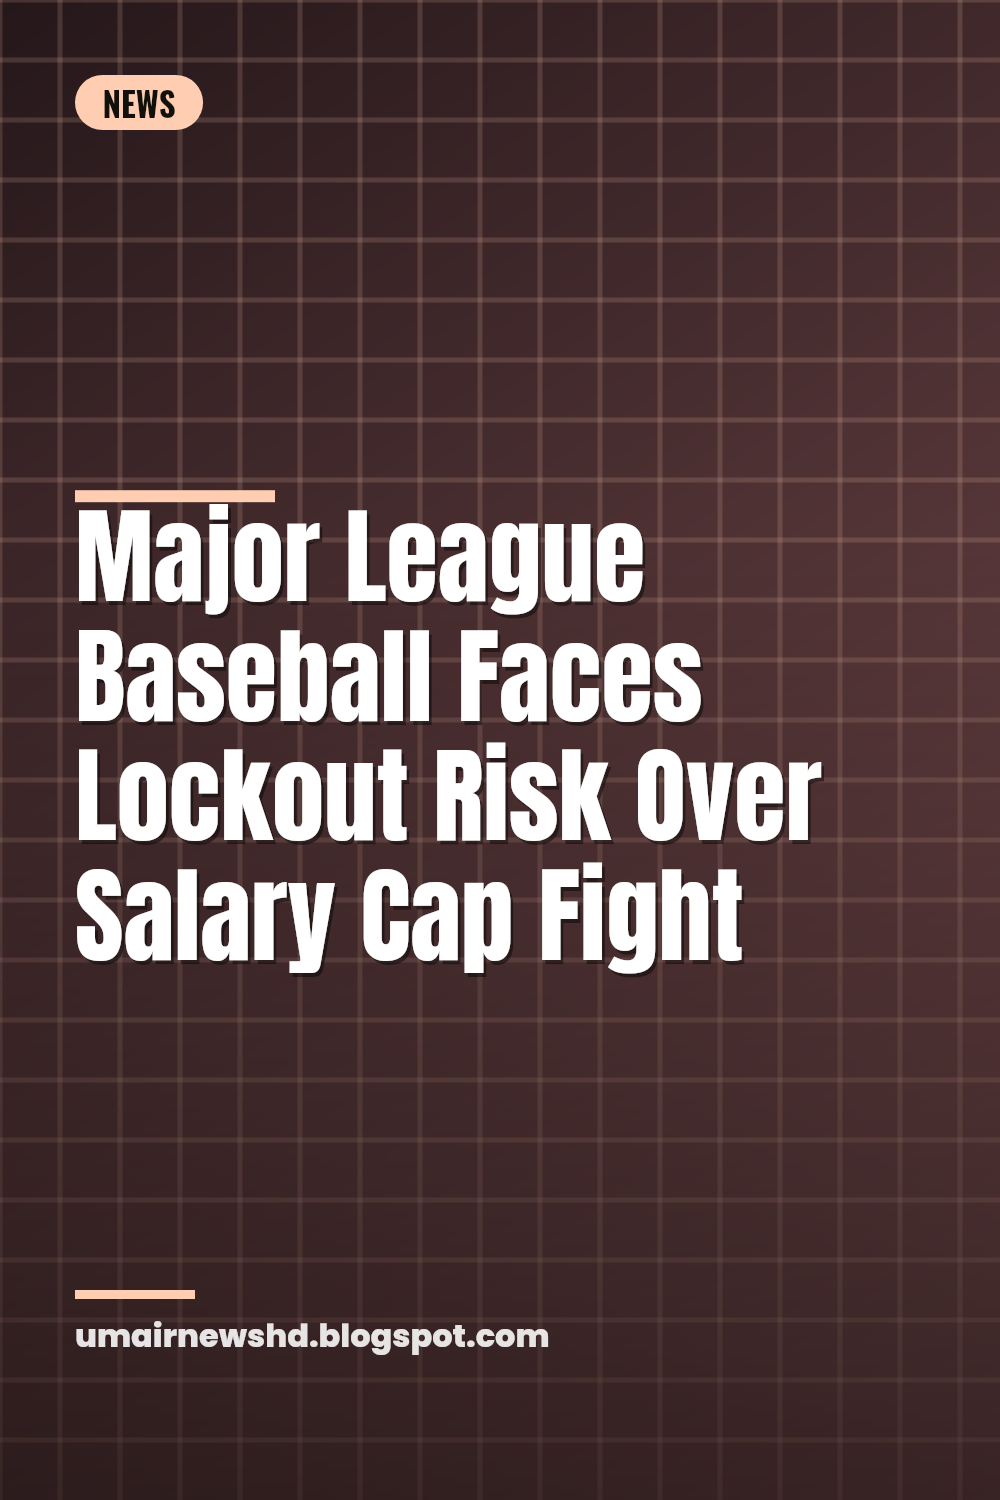 NEWS
Major League
Baseball Faces
Lockout Risk Over
Salary Cap Fight
umairnewshd.blogspot.com